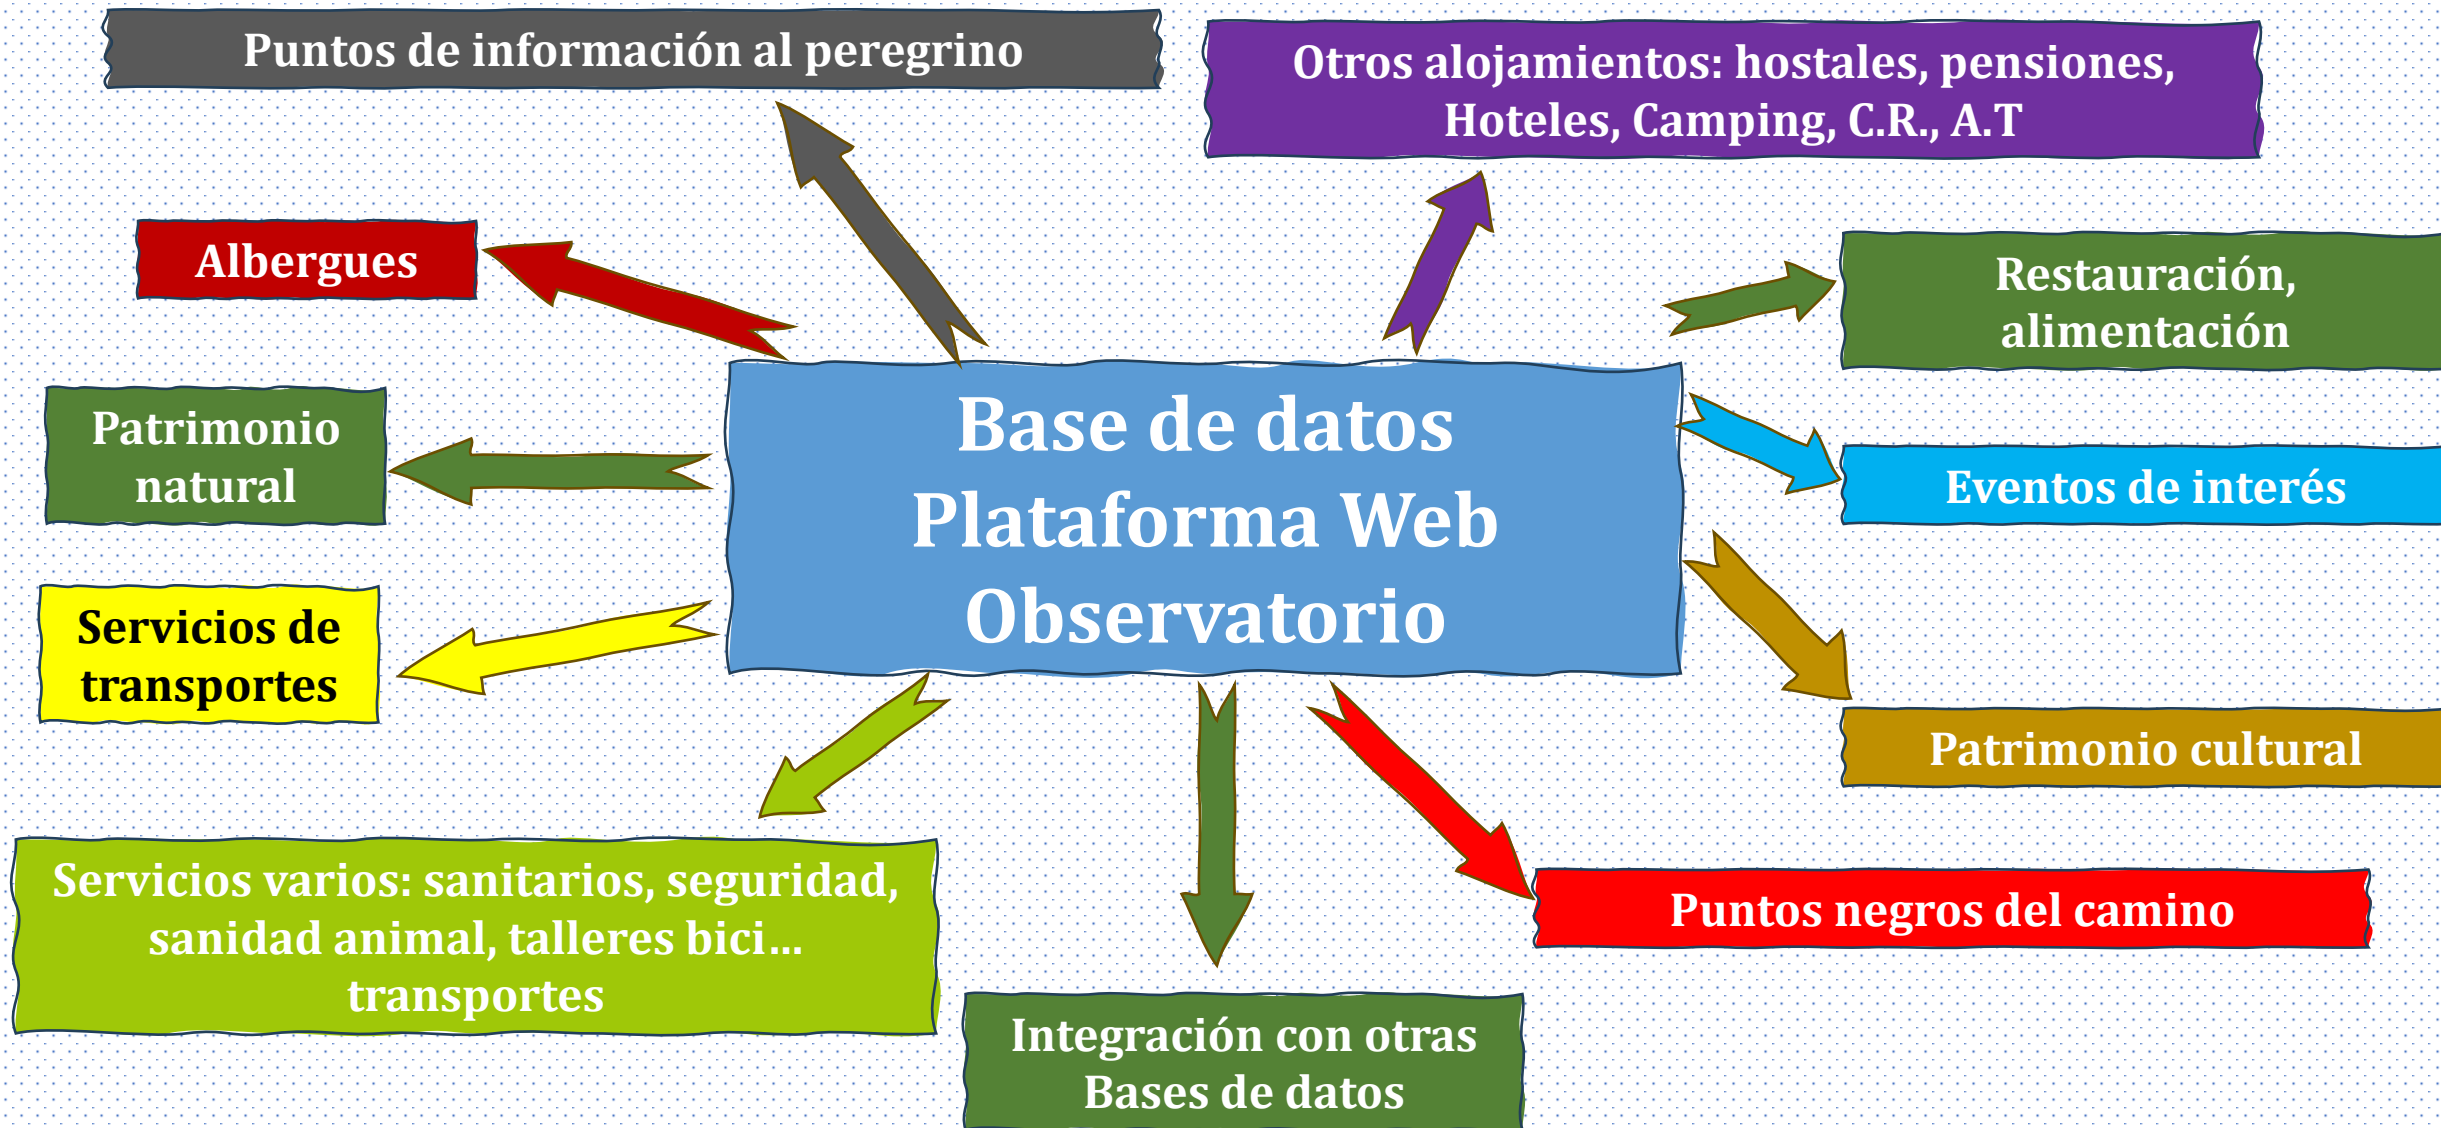 Puntos de información al peregrino
Otros alojamientos: hostales, pensiones,
Hoteles, Camping, C.R., A.T
Albergues
Restauración,
alimentación
Patrimonio
natural
Base de datos
Plataforma Web
Observatorio
Eventos de interés
Servicios de
transportes
Patrimonio cultural
Servicios varios: sanitarios, seguridad,
sanidad animal, talleres bici...
transportes
Puntos negros del camino
Integración con otras
Bases de datos